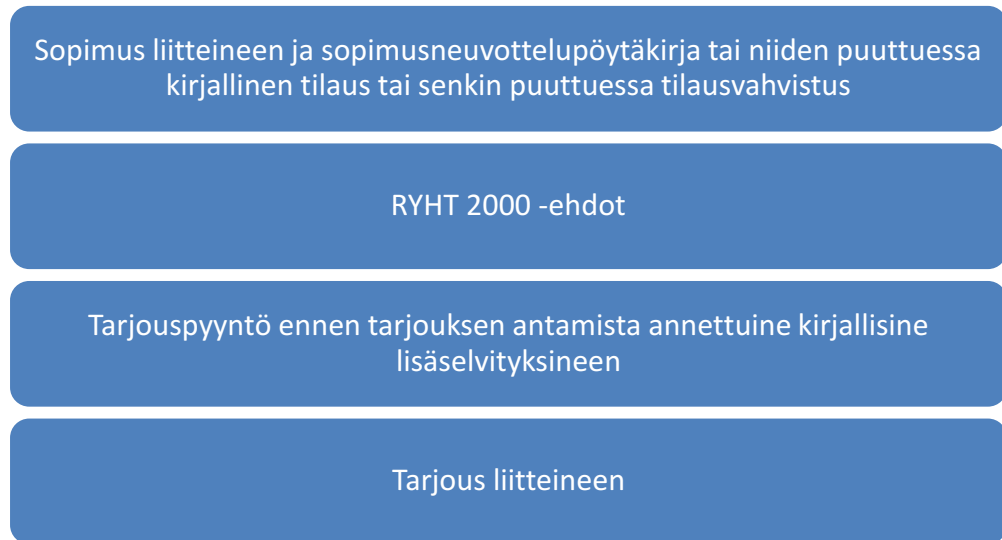 Sopimus liitteineen ja sopimusneuvottelupöytäkirja tai niiden puuttuessa
kirjallinen tilaus tai senkin puuttuessa tilausvahvistus
RYHT 2000 -ehdot
Tarjouspyyntö ennen tarjouksen antamista annettuine kirjallisine
lisäselvityksineen
Tarjous liitteineen